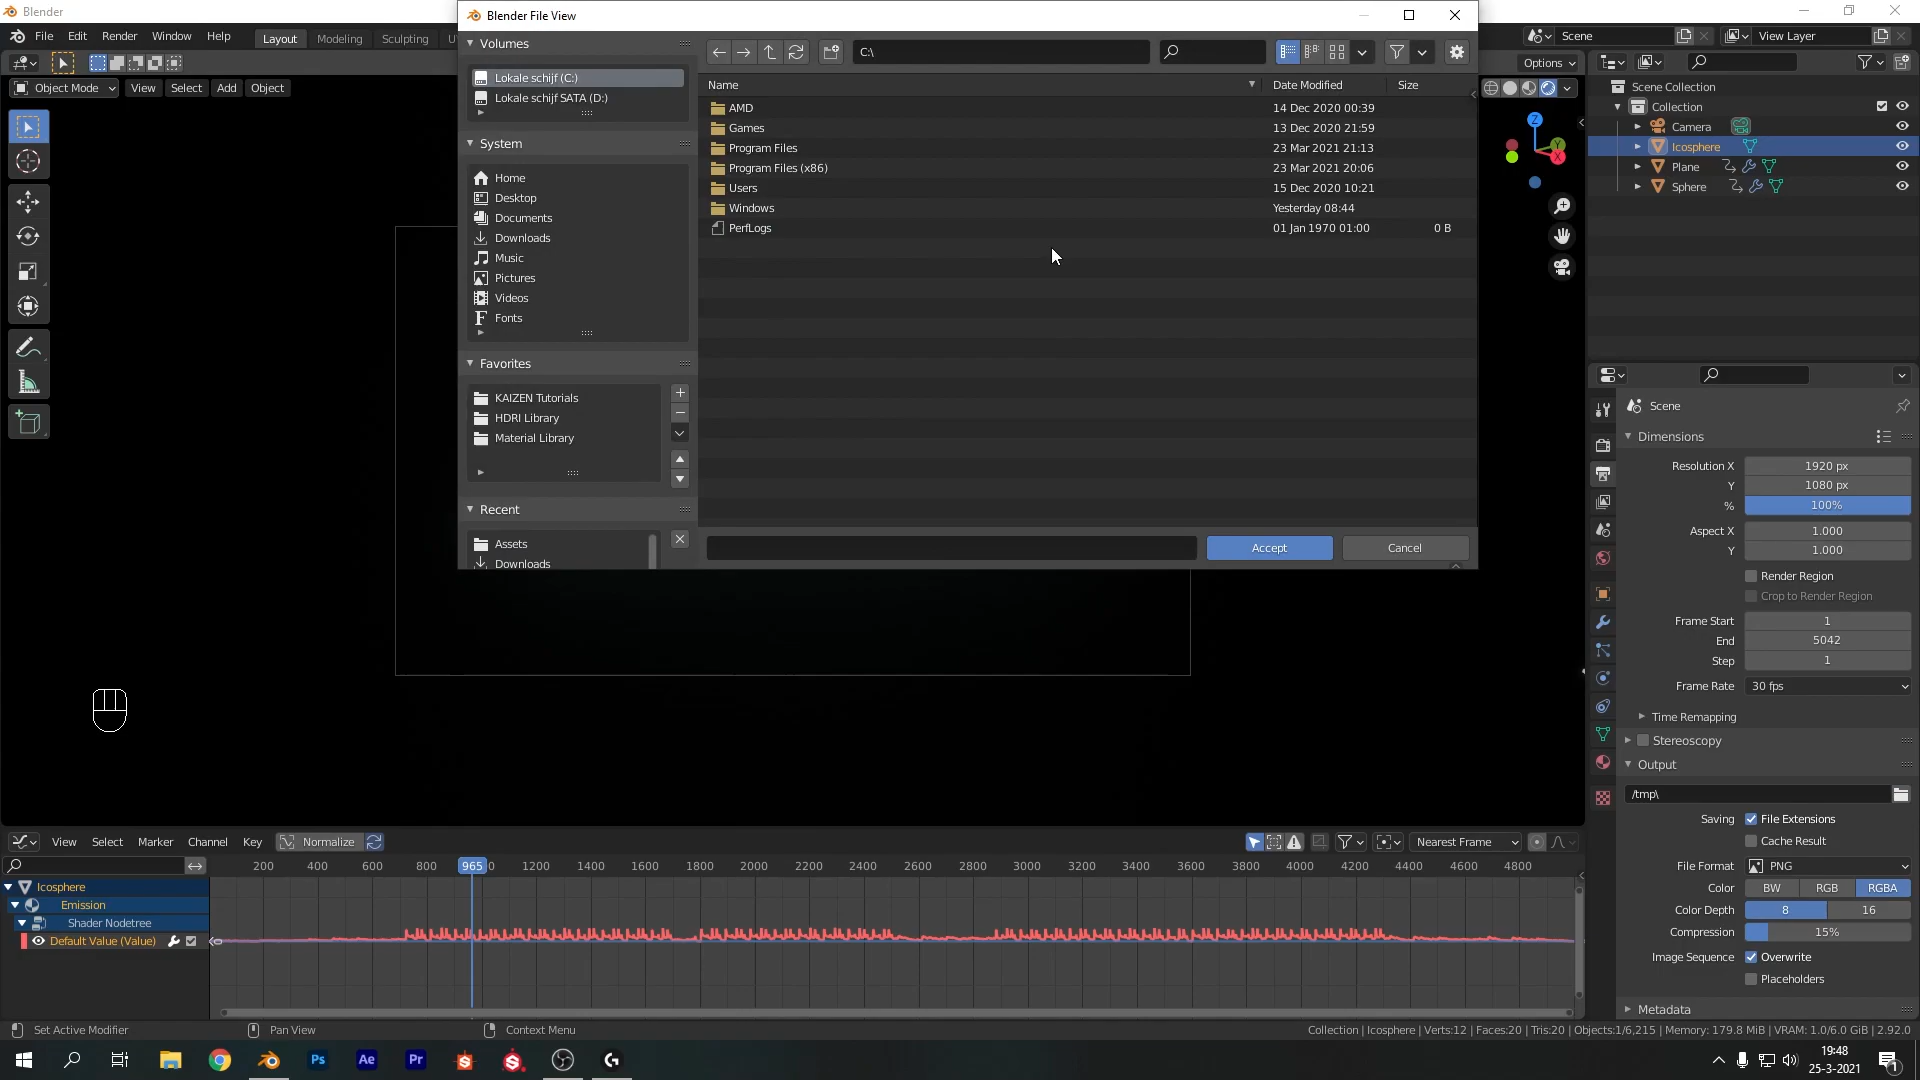 Blender
File Edit Render Window Help Layout Modeling Sculpting U
Scene View Layer
Object Mode View Select Add Object
Options
Blender File View
Volumes
Lokale schijf (C:)
Lokale schijf SATA (D:)
System
Home
Desktop
Documents
Downloads
Music
Pictures
Videos
Fonts
Favorites
KAIZEN Tutorials
HDRI Library
Material Library
Recent
Assets
Downloads
C:\
Name Date Modified Size
AMD 14 Dec 2020 00:39
Games 13 Dec 2020 21:59
Program Files 23 Mar 2021 21:13
Program Files (x86) 23 Mar 2021 20:06
Users 15 Dec 2020 10:21
Windows Yesterday 08:44
PerfLogs 01 Jan 1970 01:00 0 B
Accept Cancel
Z
Y
X
Scene Collection
Collection
Camera
Icosphere
Plane
Sphere
Scene
Dimensions
Resolution X 1920 px
Y 1080 px
% 100%
Aspect X 1.000
Y 1.000
Render Region
Crop to Render Region
Frame Start 1
End 5042
Step 1
Frame Rate 30 fps
Time Remapping
Stereoscopy
Output
/tmp\
Saving File Extensions
Cache Result
File Format PNG
Color BW RGB RGBA
Color Depth 8 16
Compression 15%
Image Sequence Overwrite
Placeholders
Metadata
View Select Marker Channel Key Normalize Nearest Frame
200 400 600 800 965 0 1200 1400 1600 1800 2000 2200 2400 2600 2800 3000 3200 3400 3600 3800 4000 4200 4400 4600 4800
Icosphere
Emission
Shader Nodetree
Default Value (Value)
Set Active Modifier Pan View Context Menu
Collection | Icosphere | Verts:12 | Faces:20 | Tris:20 | Objects:1/6,215 | Memory: 179.8 MiB | VRAM: 1.0/6.0 GiB | 2.92.0
Ps Ae Pr
19:48
25-3-2021
1